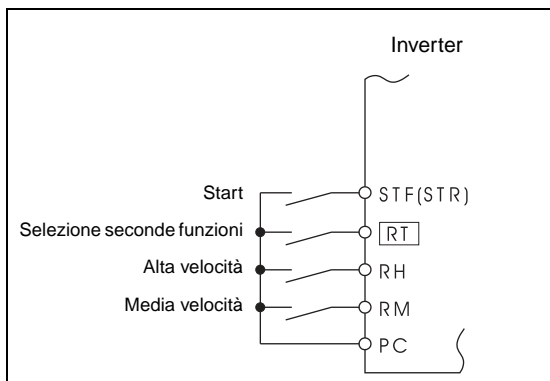 Inverter
Start STF(STR)
Selezione seconde funzioni RT
Alta velocità RH
Media velocità RM
PC